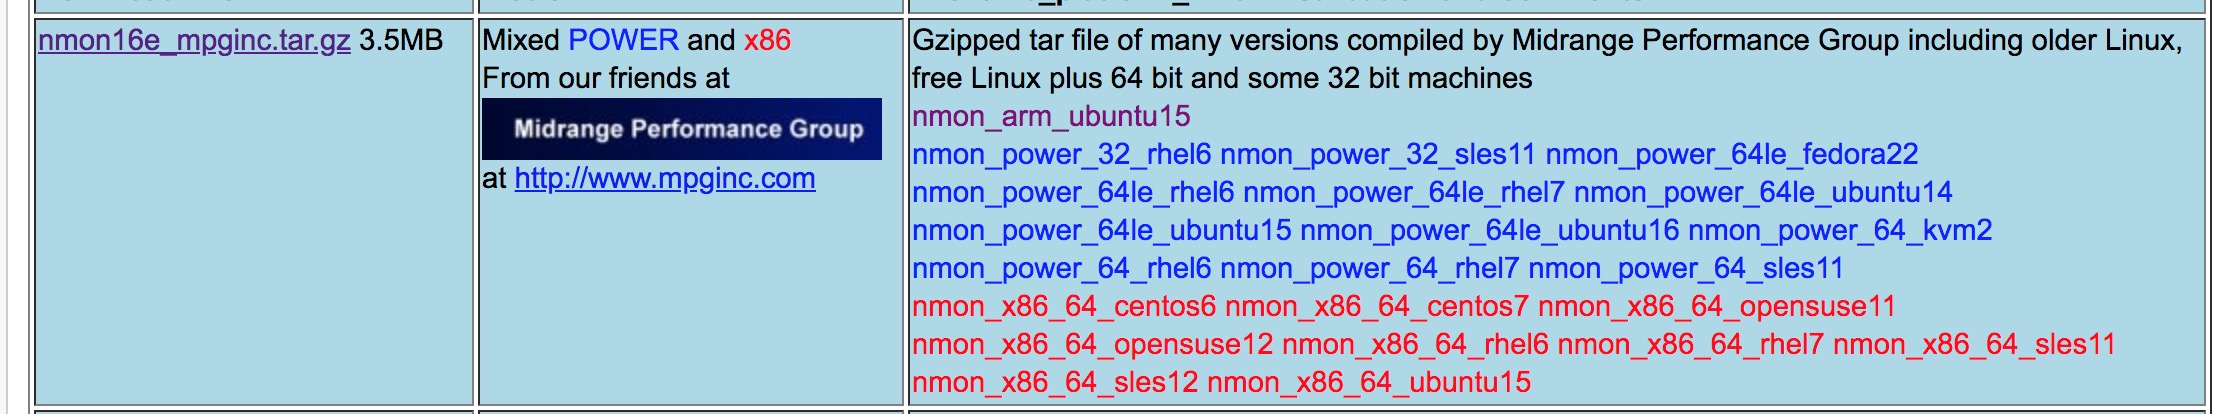 nmon16e_mpginc.tar.gz 3.5MB
Mixed POWER and x86
From our friends at
Midrange Performance Group
at http://www.mpginc.com
Gzipped tar file of many versions compiled by Midrange Performance Group including older Linux,
free Linux plus 64 bit and some 32 bit machines
nmon_arm_ubuntu15
nmon_power_32_rhel6 nmon_power_32_sles11 nmon_power_64le_fedora22
nmon_power_64le_rhel6 nmon_power_64le_rhel7 nmon_power_64le_ubuntu14
nmon_power_64le_ubuntu15 nmon_power_64le_ubuntu16 nmon_power_64_kvm2
nmon_power_64_rhel6 nmon_power_64_rhel7 nmon_power_64_sles11
nmon_x86_64_centos6 nmon_x86_64_centos7 nmon_x86_64_opensuse11
nmon_x86_64_opensuse12 nmon_x86_64_rhel6 nmon_x86_64_rhel7 nmon_x86_64_sles11
nmon_x86_64_sles12 nmon_x86_64_ubuntu15